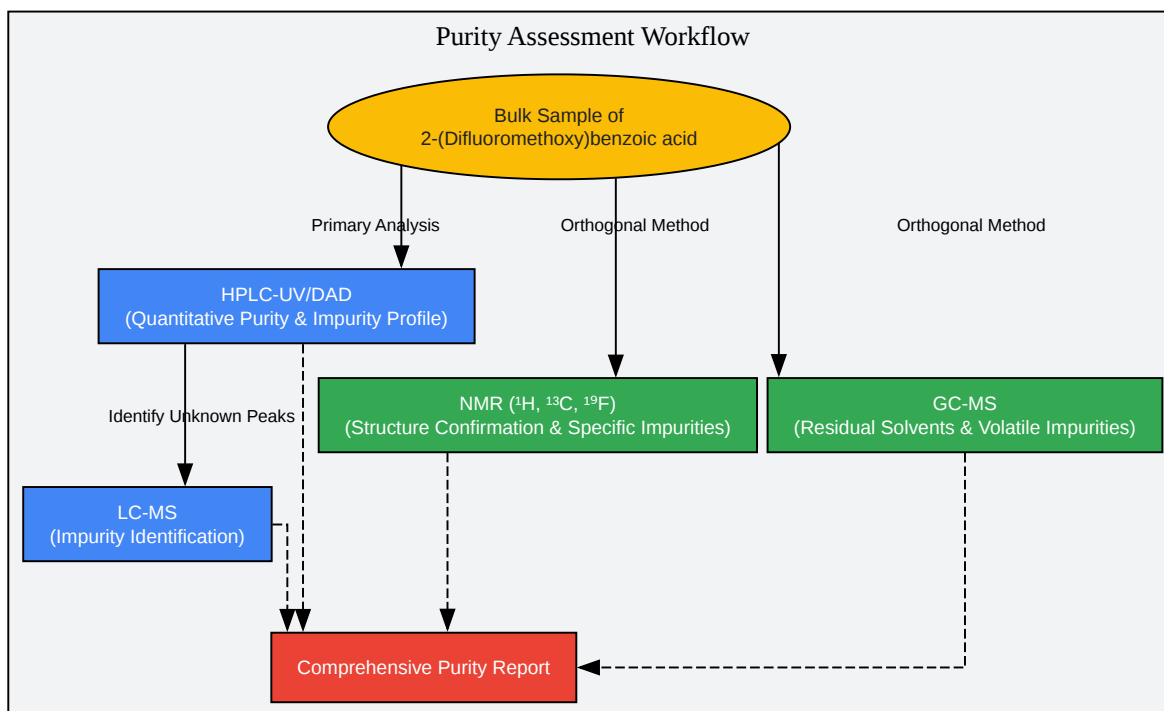 Purity Assessment Workflow
Bulk Sample of
2-(Difluoromethoxy)benzoic acid
Primary Analysis
Orthogonal Method
Orthogonal Method
HPLC-UV/DAD
(Quantitative Purity & Impurity Profile)
NMR (¹H, ¹³C, ¹⁹F)
(Structure Confirmation & Specific Impurities)
GC-MS
(Residual Solvents & Volatile Impurities)
Identify Unknown Peaks
LC-MS
(Impurity Identification)
Comprehensive Purity Report